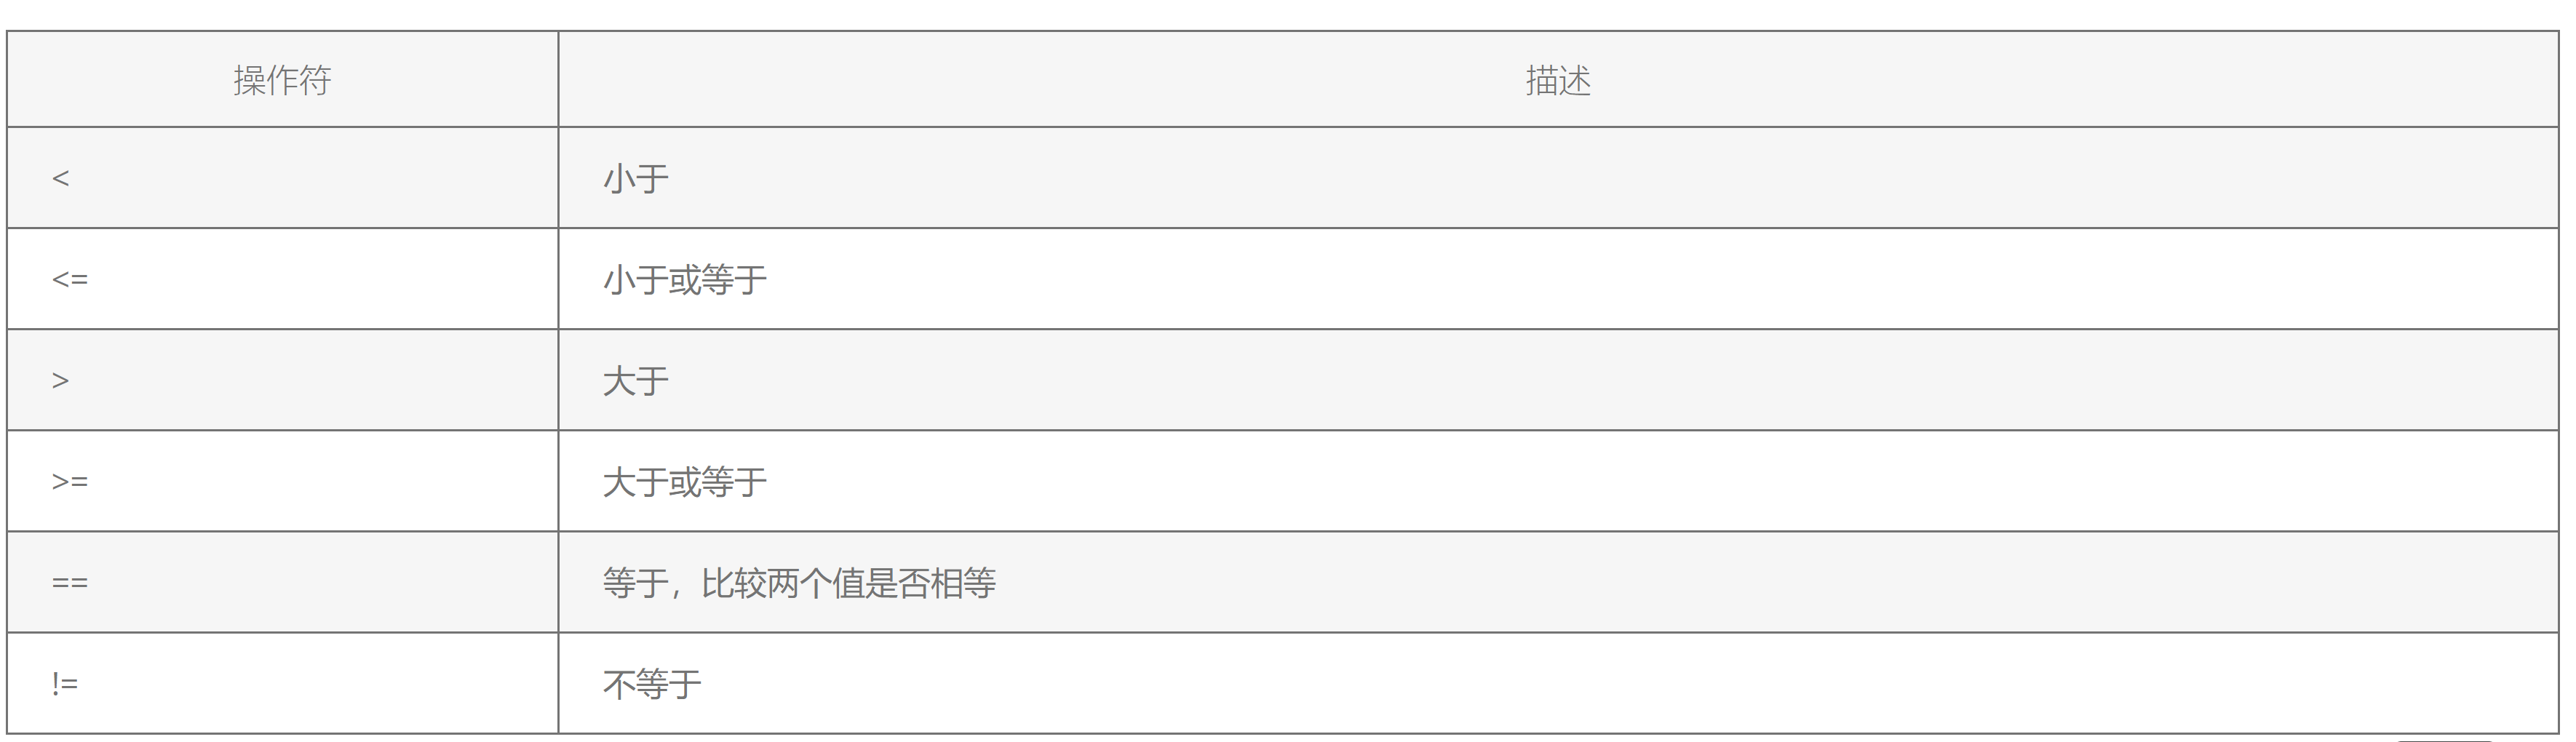 操作符 描述
< 小于
<= 小于或等于
> 大于
>= 大于或等于
== 等于，比较两个值是否相等
!= 不等于